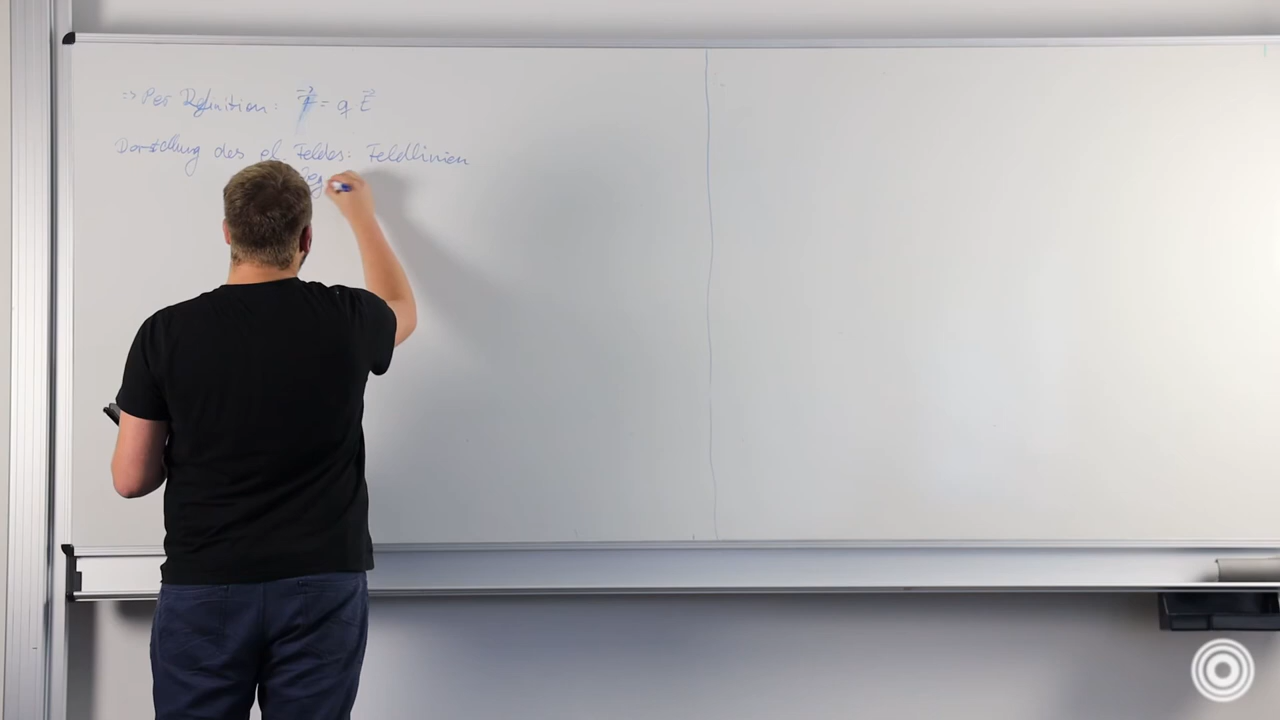 => Per Definition: F⃗ = q E⃗
Darstellung des el. Feldes: Feldlinien